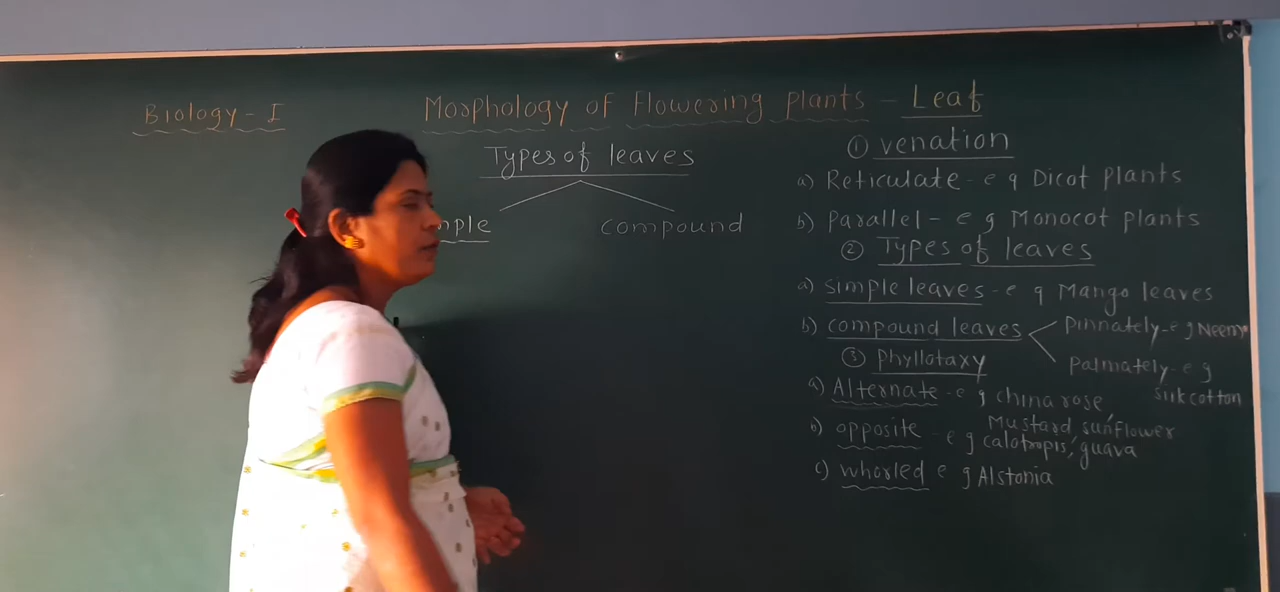 Biology - I
Morphology of Flowering plants - Leaf
Types of leaves
mple
compound
① venation
a) Reticulate - e g Dicot plants
b) Parallel - e g Monocot plants
② Types of leaves
a) simple leaves - e g Mango leaves
b) compound leaves
Pinnately - e g Neem
Palmately - e g
silk cotton
③ Phyllotaxy
a) Alternate - e g china rose,
Mustard sunflower
b) opposite - e g calotropis, guava
c) whorled e g Alstonia